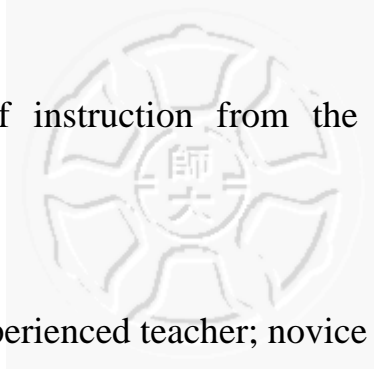 f instruction from the
師
大
perienced teacher; novice